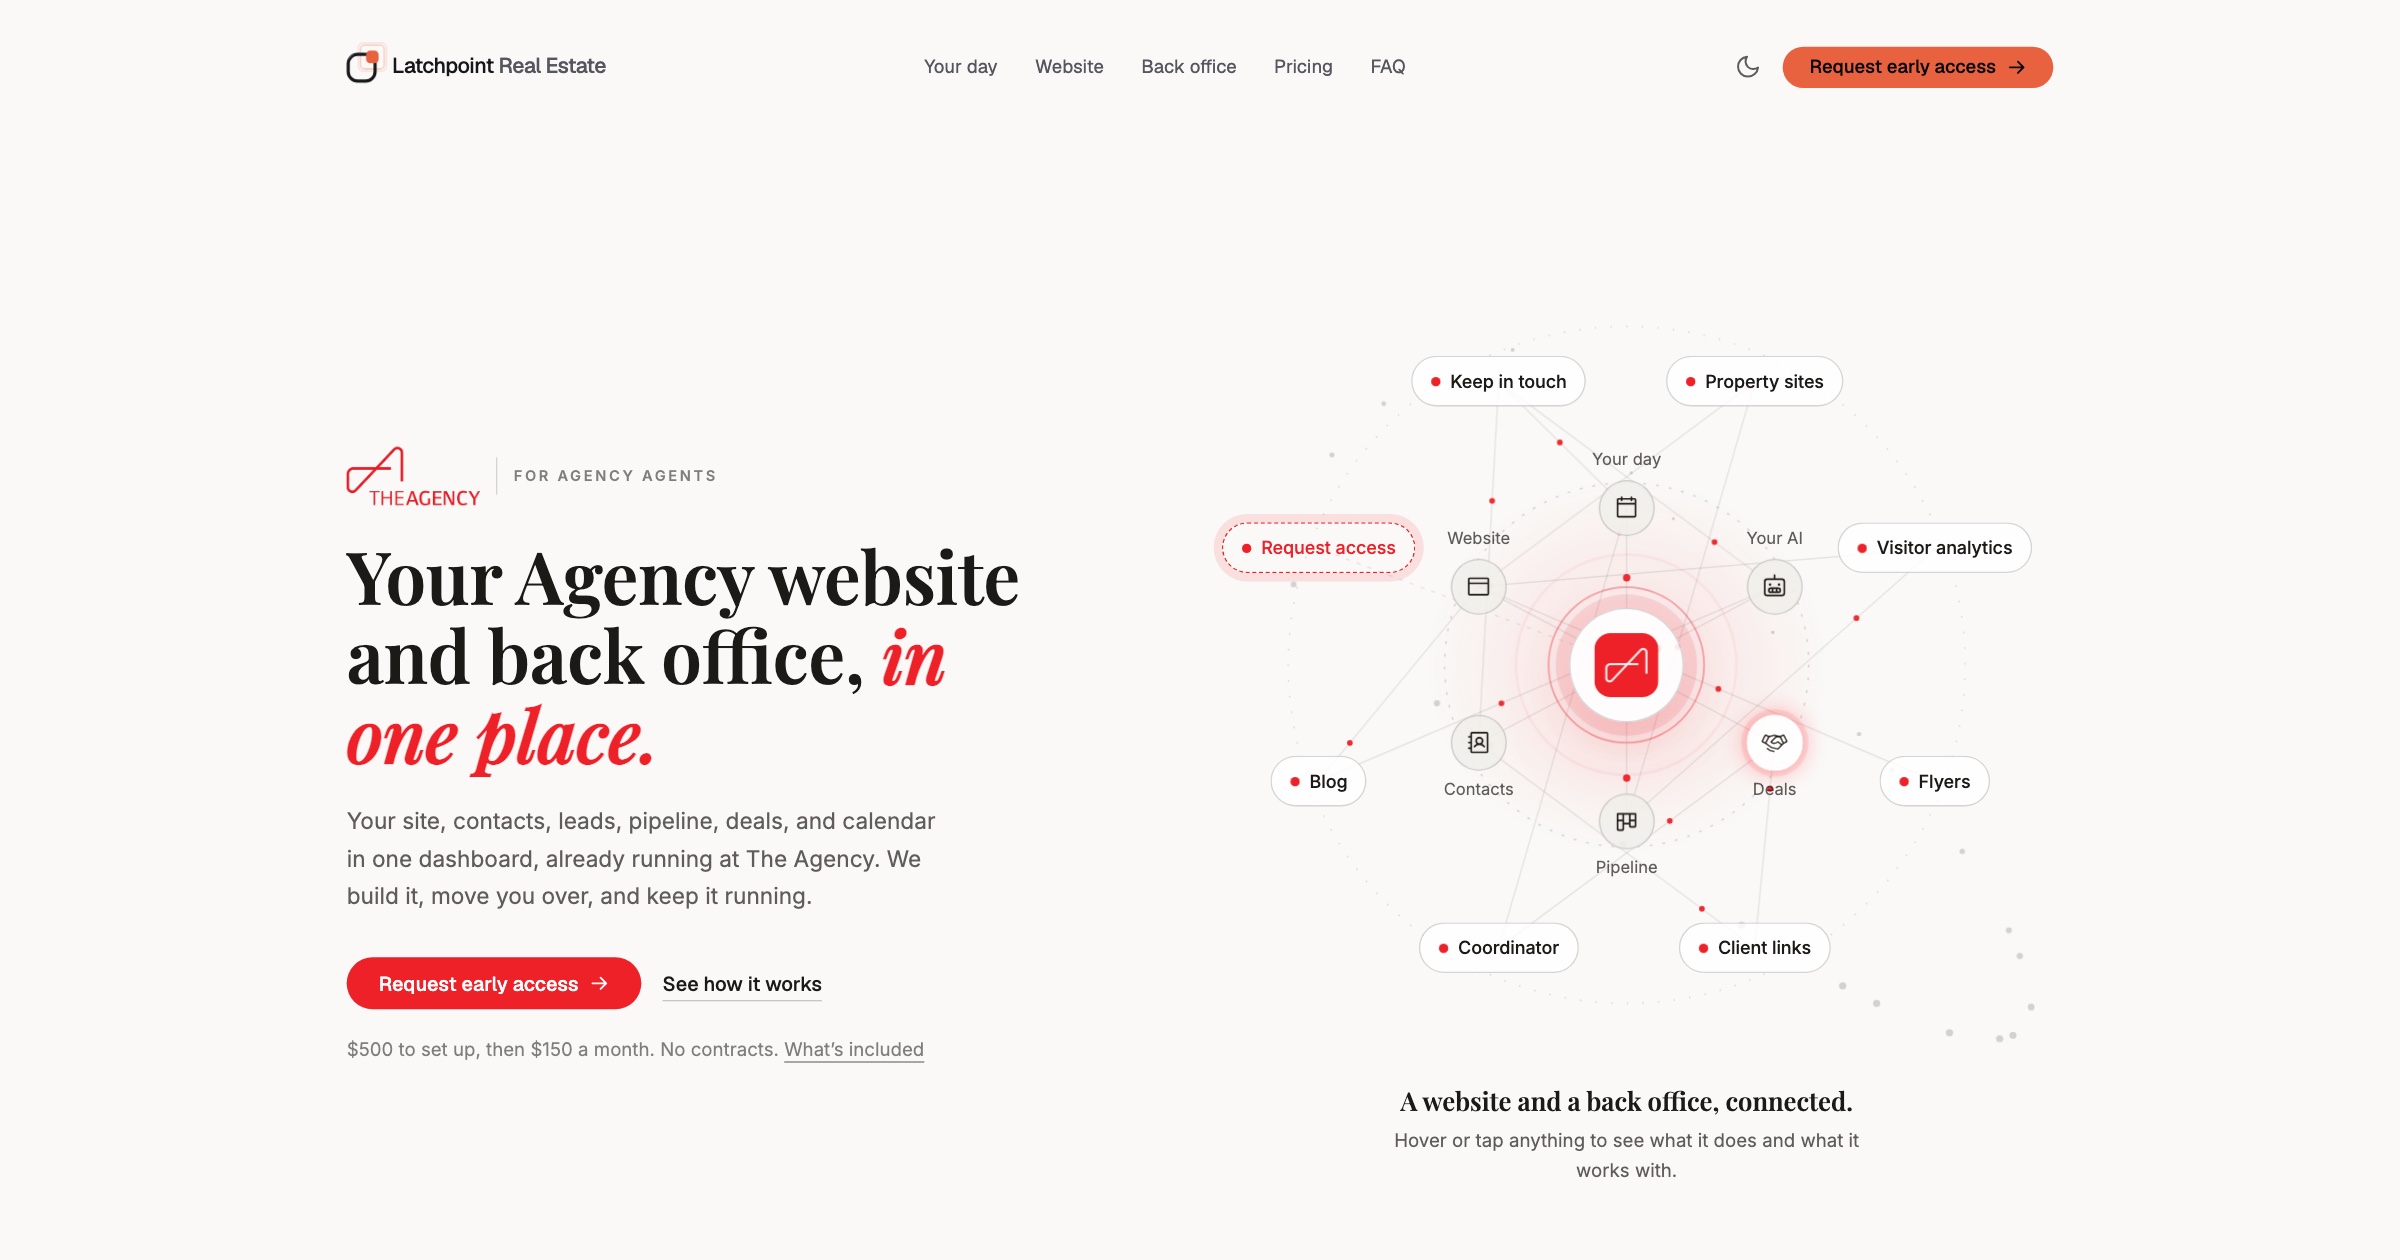 Latchpoint Real Estate
Your day
Website
Back office
Pricing
FAQ
Request early access →
THEAGENCY
FOR AGENCY AGENTS
Your Agency website
and back office, in
one place.
Your site, contacts, leads, pipeline, deals, and calendar
in one dashboard, already running at The Agency. We
build it, move you over, and keep it running.
Request early access →
See how it works
$500 to set up, then $150 a month. No contracts. What’s included
Keep in touch
Property sites
Your day
Request access
Website
Your AI
Visitor analytics
Blog
Contacts
Deals
Flyers
Pipeline
Coordinator
Client links
A website and a back office, connected.
Hover or tap anything to see what it does and what it
works with.